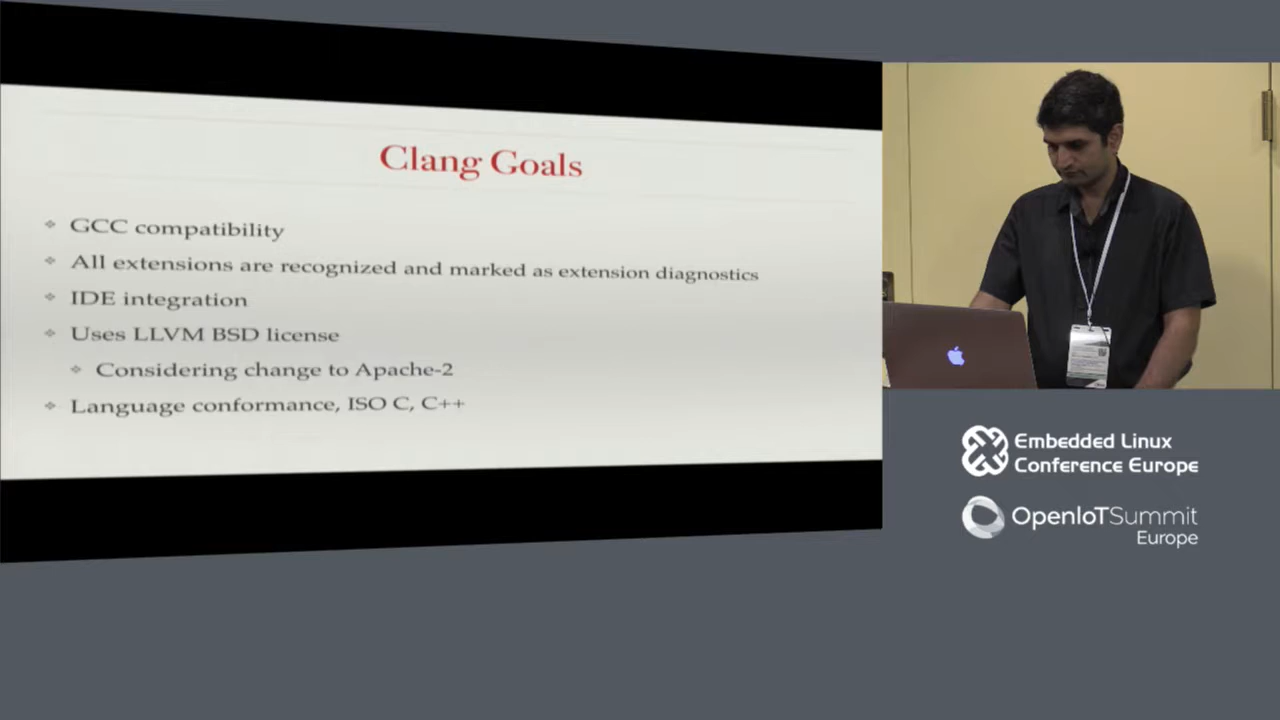 Clang Goals
GCC compatibility
All extensions are recognized and marked as extension diagnostics
IDE integration
Uses LLVM BSD license
Considering change to Apache-2
Language conformance, ISO C, C++
Embedded Linux
Conference Europe
OpenIoTSummit
Europe